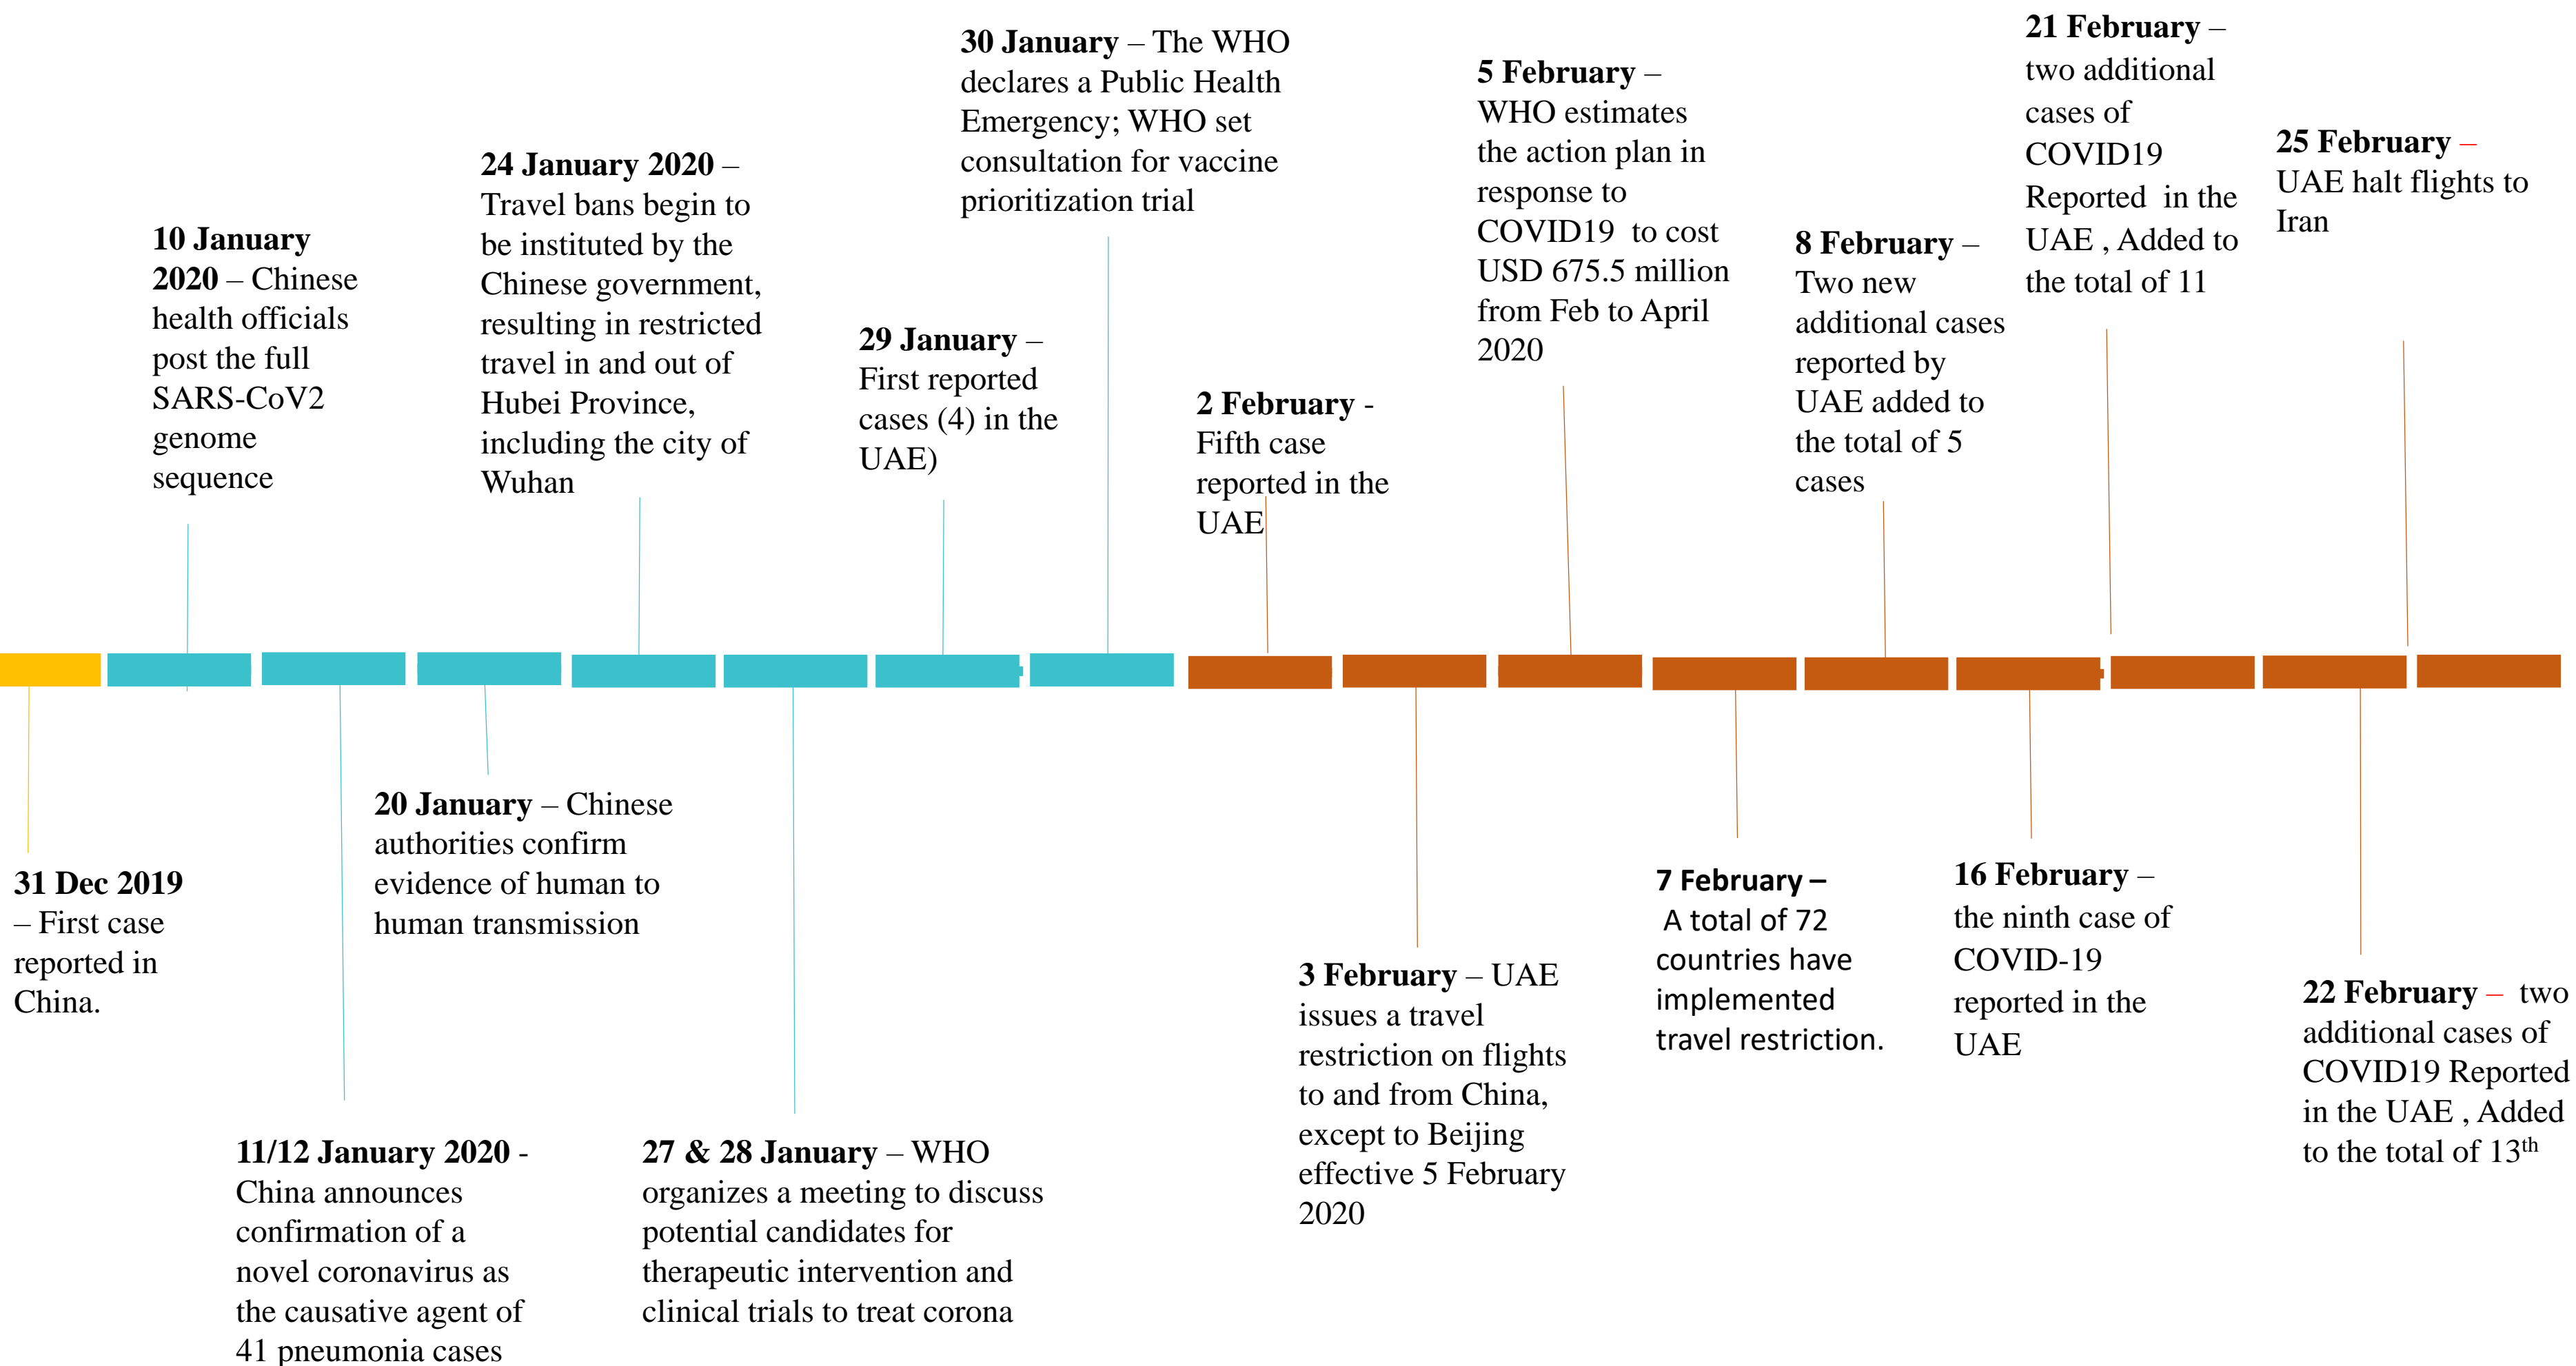 31 Dec 2019
– First case
reported in
China.
10 January
2020 – Chinese
health officials
post the full
SARS-CoV2
genome
sequence
11/12 January 2020 -
China announces
confirmation of a
novel coronavirus as
the causative agent of
41 pneumonia cases
20 January – Chinese
authorities confirm
evidence of human to
human transmission
24 January 2020 –
Travel bans begin to
be instituted by the
Chinese government,
resulting in restricted
travel in and out of
Hubei Province,
including the city of
Wuhan
27 & 28 January – WHO
organizes a meeting to discuss
potential candidates for
therapeutic intervention and
clinical trials to treat corona
29 January –
First reported
cases (4) in the
UAE)
30 January – The WHO
declares a Public Health
Emergency; WHO set
consultation for vaccine
prioritization trial
2 February -
Fifth case
reported in the
UAE
3 February – UAE
issues a travel
restriction on flights
to and from China,
except to Beijing
effective 5 February
2020
5 February –
WHO estimates
the action plan in
response to
COVID19 to cost
USD 675.5 million
from Feb to April
2020
7 February –
A total of 72
countries have
implemented
travel restriction.
8 February –
Two new
additional cases
reported by
UAE added to
the total of 5
cases
16 February –
the ninth case of
COVID-19
reported in the
UAE
21 February –
two additional
cases of
COVID19
Reported in the
UAE , Added to
the total of 11
22 February – two
additional cases of
COVID19 Reported
in the UAE , Added
to the total of 13th
25 February –
UAE halt flights to
Iran